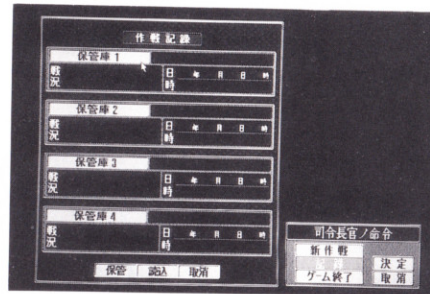 作戦記録
保管庫1
戦況 日時 年 月 日 時
保管庫2
戦況 日時 年 月 日 時
保管庫3
戦況 日時 年 月 日 時
保管庫4
戦況 日時 年 月 日 時
保管 読込 取消
司令長官ノ命令
新作戦
決定
ゲーム終了 取消